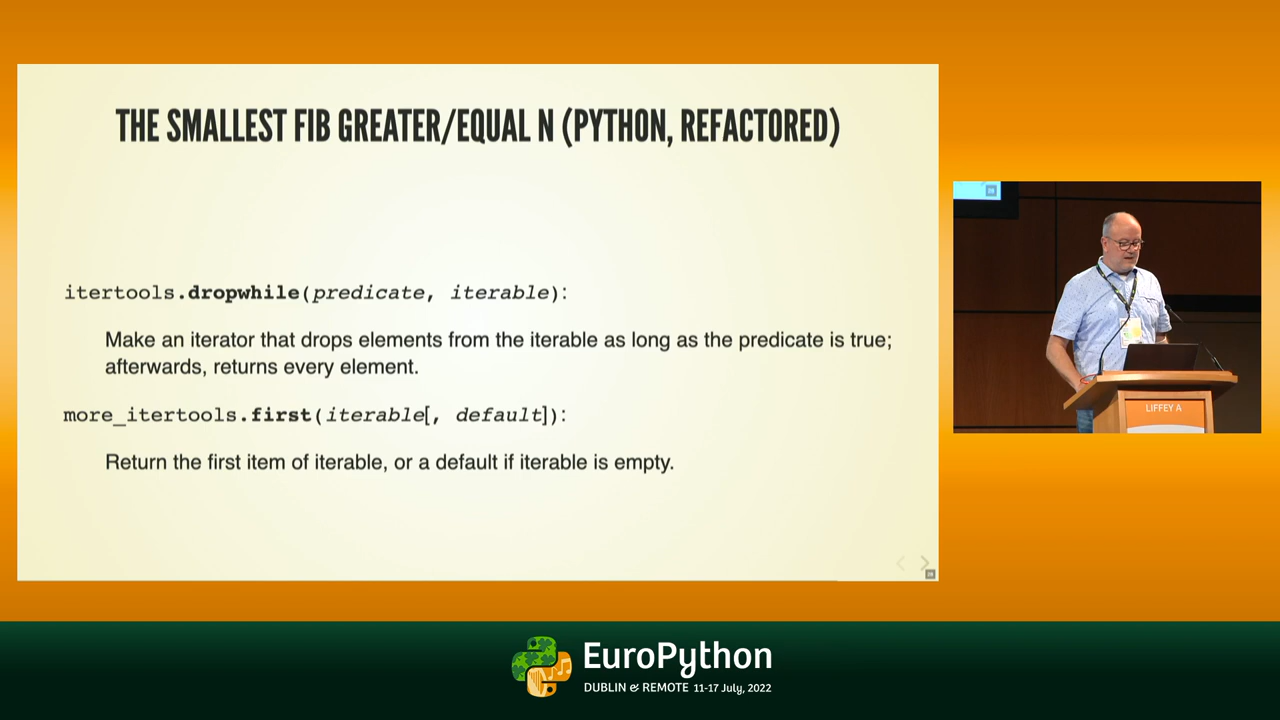 THE SMALLEST FIB GREATER/EQUAL N (PYTHON, REFACTORED)
itertools.dropwhile(predicate, iterable):
Make an iterator that drops elements from the iterable as long as the predicate is true;
afterwards, returns every element.
more_itertools.first(iterable[, default]):
Return the first item of iterable, or a default if iterable is empty.
LIFFEY A
EuroPython
DUBLIN & REMOTE 11-17 July, 2022